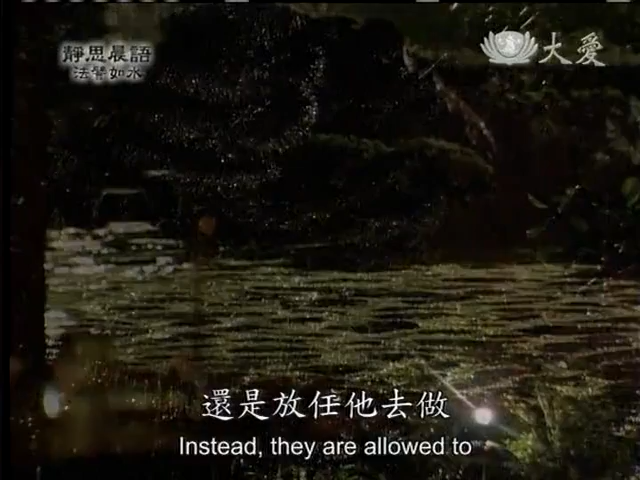 靜思晨語
法譬如水
大愛
還是放任他去做
Instead, they are allowed to